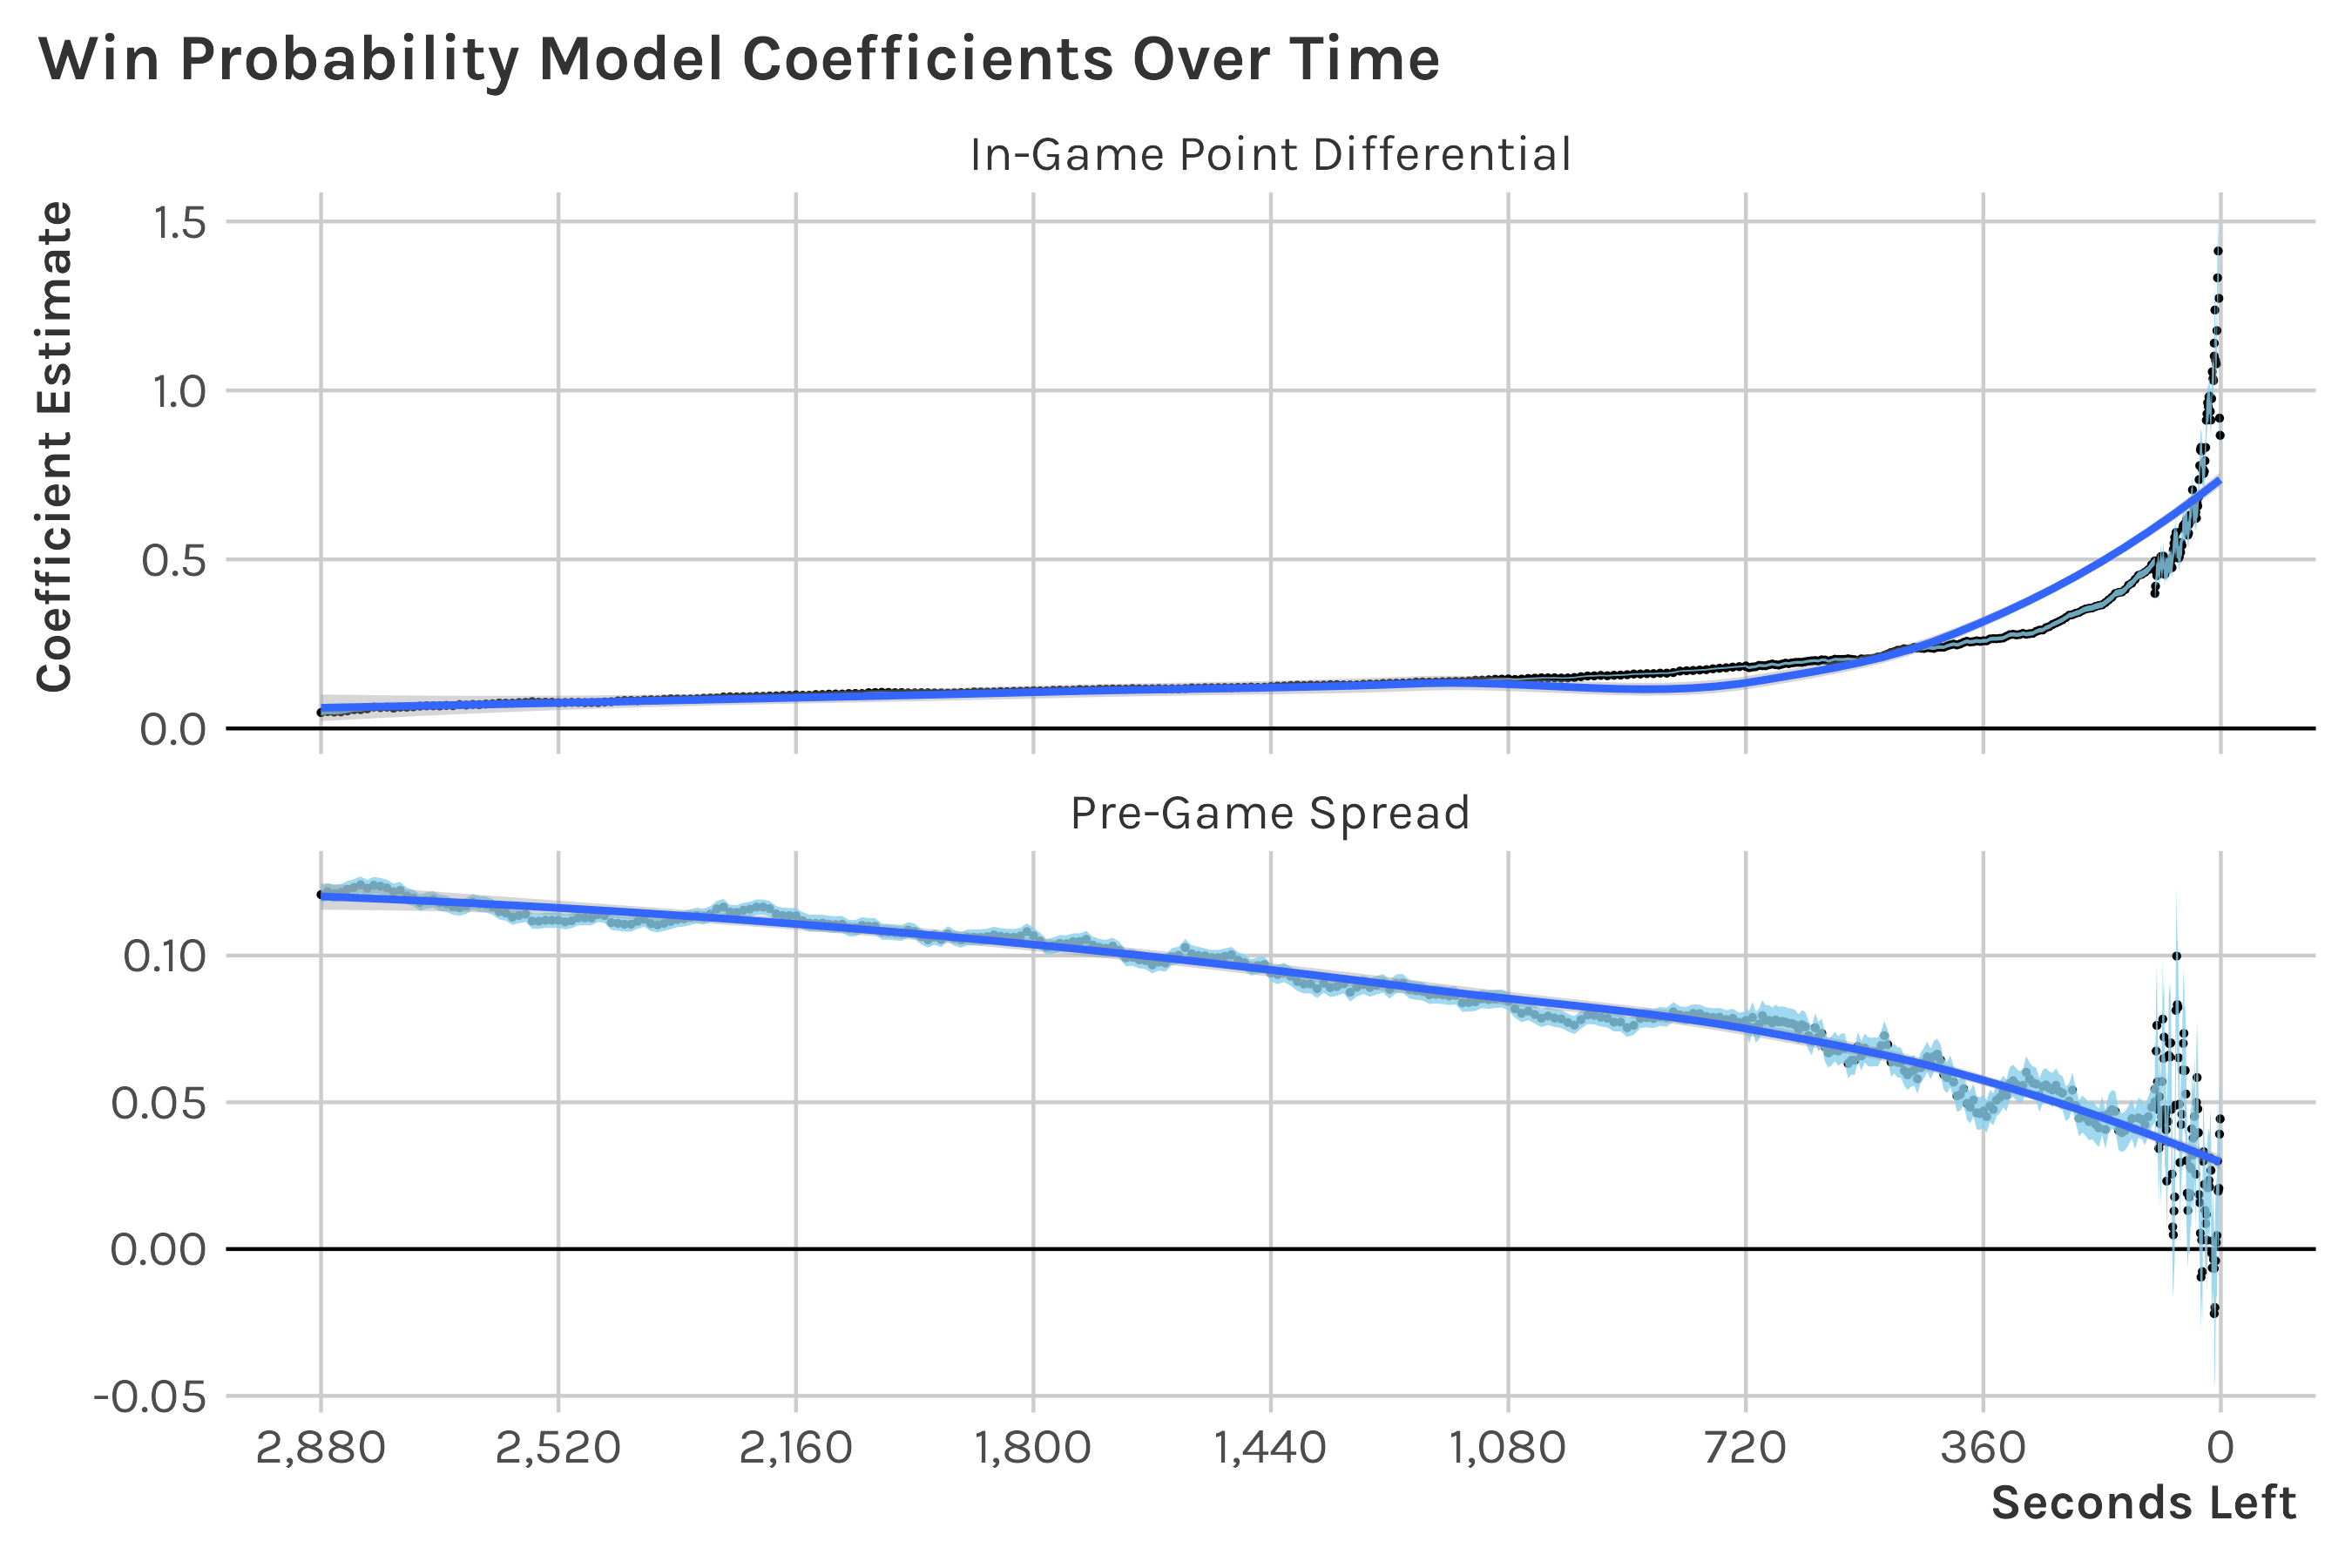 Win Probability Model Coefficients Over Time
In-Game Point Differential
Coefficient Estimate
1.5
1.0
0.5
0.0
Pre-Game Spread
0.10
0.05
0.00
-0.05
2,880 2,520 2,160 1,800 1,440 1,080 720 360 0
Seconds Left